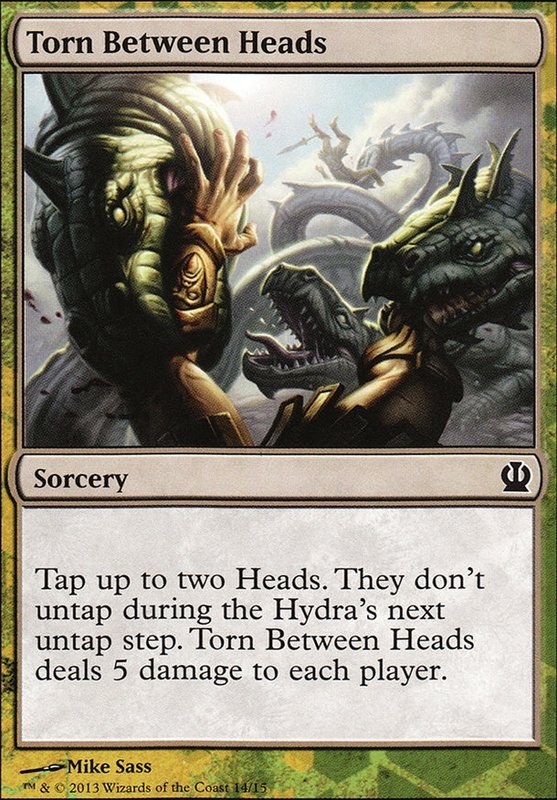 Torn Between Heads
Sorcery
Tap up to two Heads. They don't
untap during the Hydra's next
untap step. Torn Between Heads
deals 5 damage to each player.
Mike Sass
™ & © 2013 Wizards of the Coast 14/15